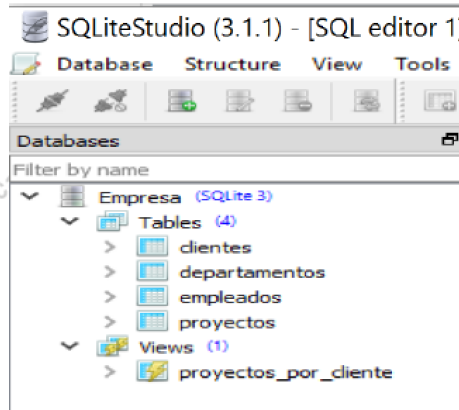 SQLiteStudio (3.1.1) - [SQL editor 1]
Database Structure View Tools
Databases
Filter by name
Empresa (SQLite 3)
Tables (4)
clientes
departamentos
empleados
proyectos
Views (1)
proyectos_por_cliente